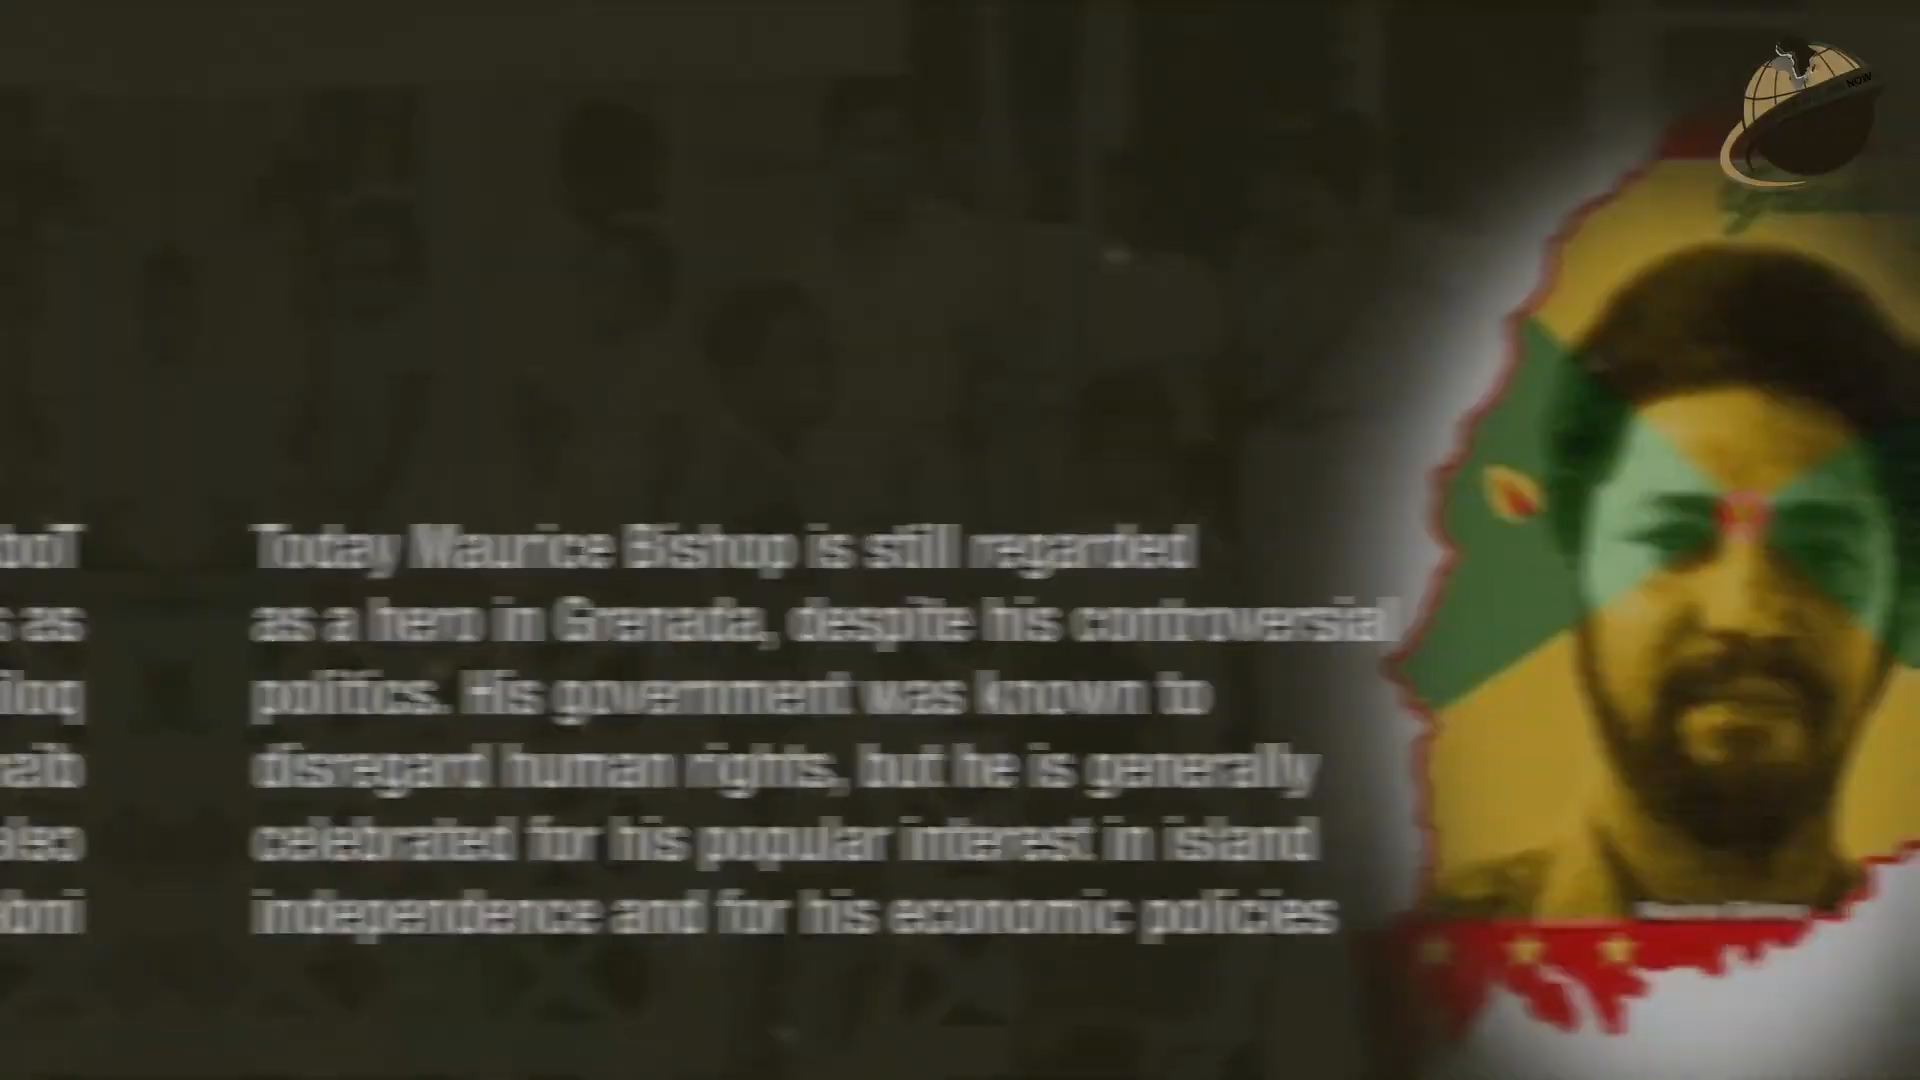 NOW
Today Maurice Bishop is still regarded
as a hero in Grenada, despite his controversial
politics. His government was known to
disregard human rights, but he is generally
celebrated for his popular interest in island
independence and for his economic policies